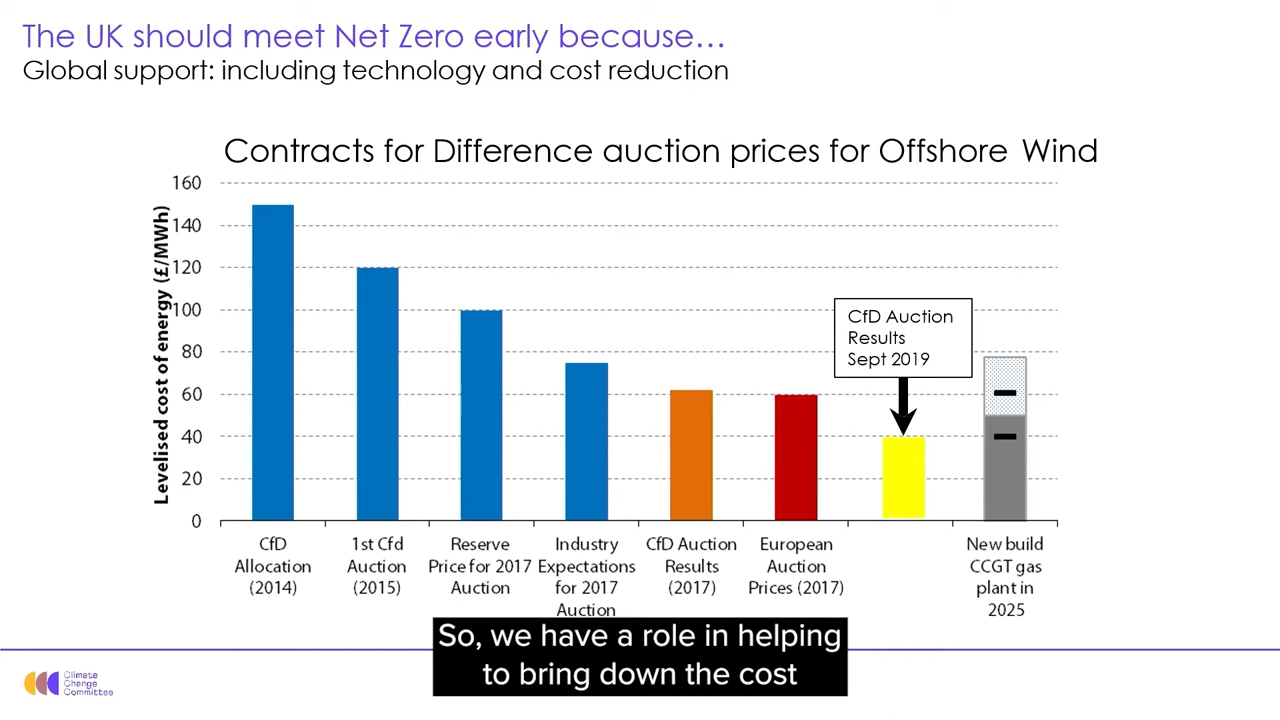 The UK should meet Net Zero early because…
Global support: including technology and cost reduction
Contracts for Difference auction prices for Offshore Wind
Levelised cost of energy (£/MWh)
160
140
120
100
80
60
40
20
0
CfD Auction
Results
Sept 2019
CfD
Allocation
(2014)
1st Cfd
Auction
(2015)
Reserve
Price for 2017
Auction
Industry
Expectations
for 2017
Auction
CfD Auction
Results
(2017)
European
Auction
Prices (2017)
New build
CCGT gas
plant in
2025
So, we have a role in helping
to bring down the cost
Climate
Change
Committee